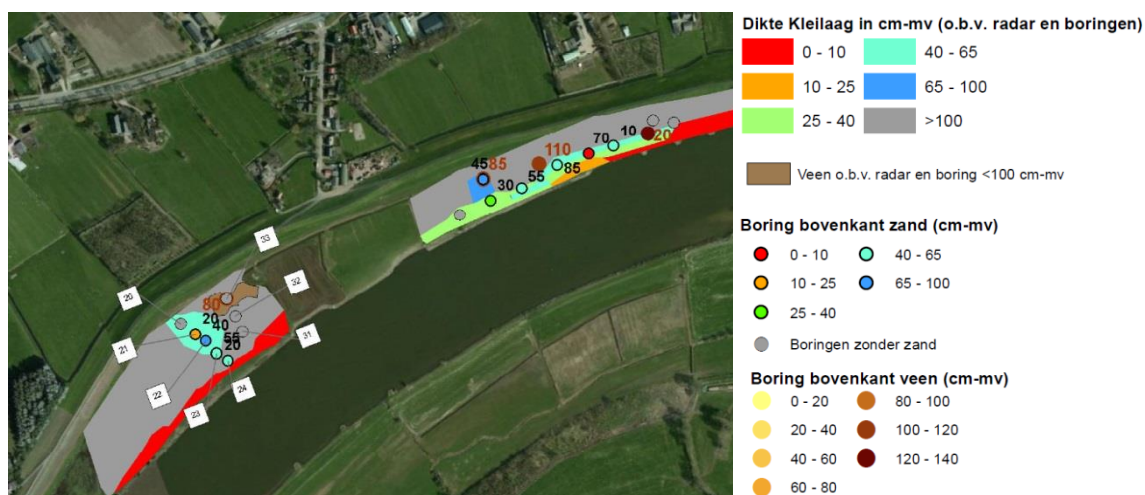 Dikte Kleilaag in cm-mv (o.b.v. radar en boringen)
0 - 10
40 - 65
10 - 25
65 - 100
25 - 40
>100
Veen o.b.v. radar en boring <100 cm-mv
Boring bovenkant zand (cm-mv)
0 - 10
40 - 65
10 - 25
65 - 100
25 - 40
Boringen zonder zand
Boring bovenkant veen (cm-mv)
0 - 20
80 - 100
20 - 40
100 - 120
40 - 60
120 - 140
60 - 80
10
20
70
110
85
45
85
55
30
33
32
20
80
20
40
55
20
31
21
22
23
24